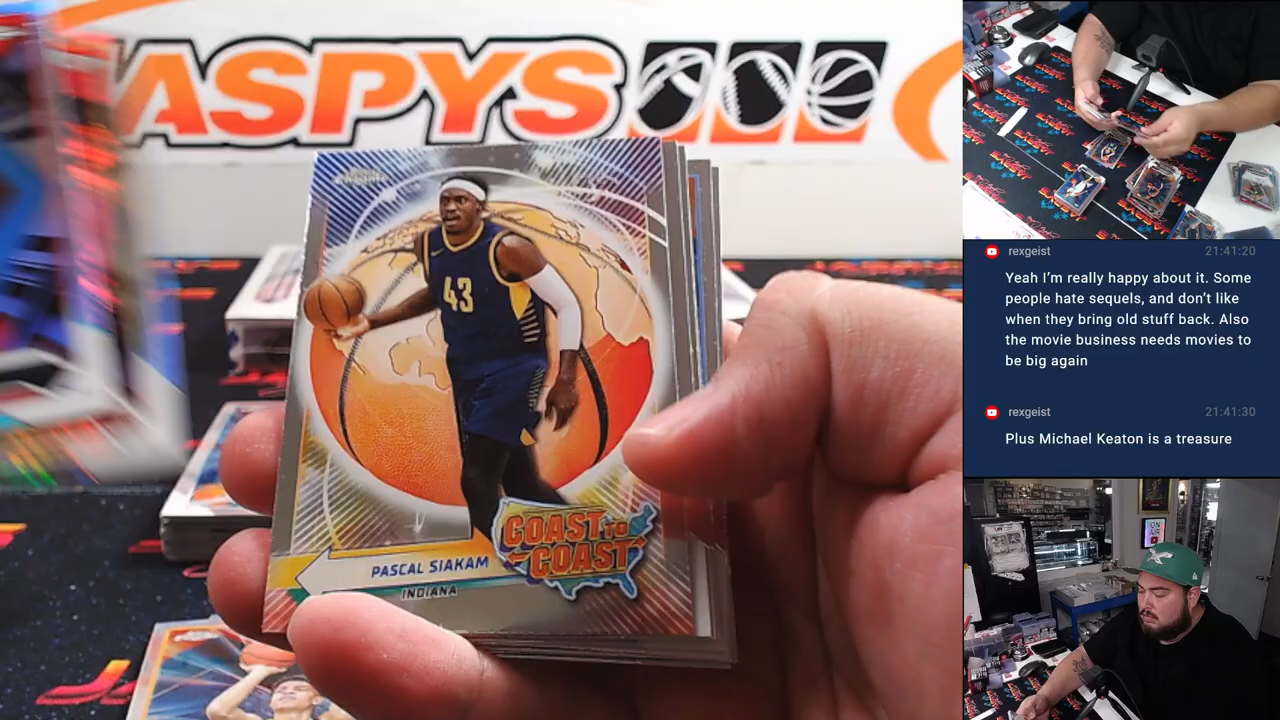 ASPYS
43
COAST TO
COAST
PASCAL SIAKAM
INDIANA
rexgeist 21:41:20
Yeah I'm really happy about it. Some
people hate sequels, and don't like
when they bring old stuff back. Also
the movie business needs movies to
be big again
rexgeist 21:41:30
Plus Michael Keaton is a treasure
ON
AIR